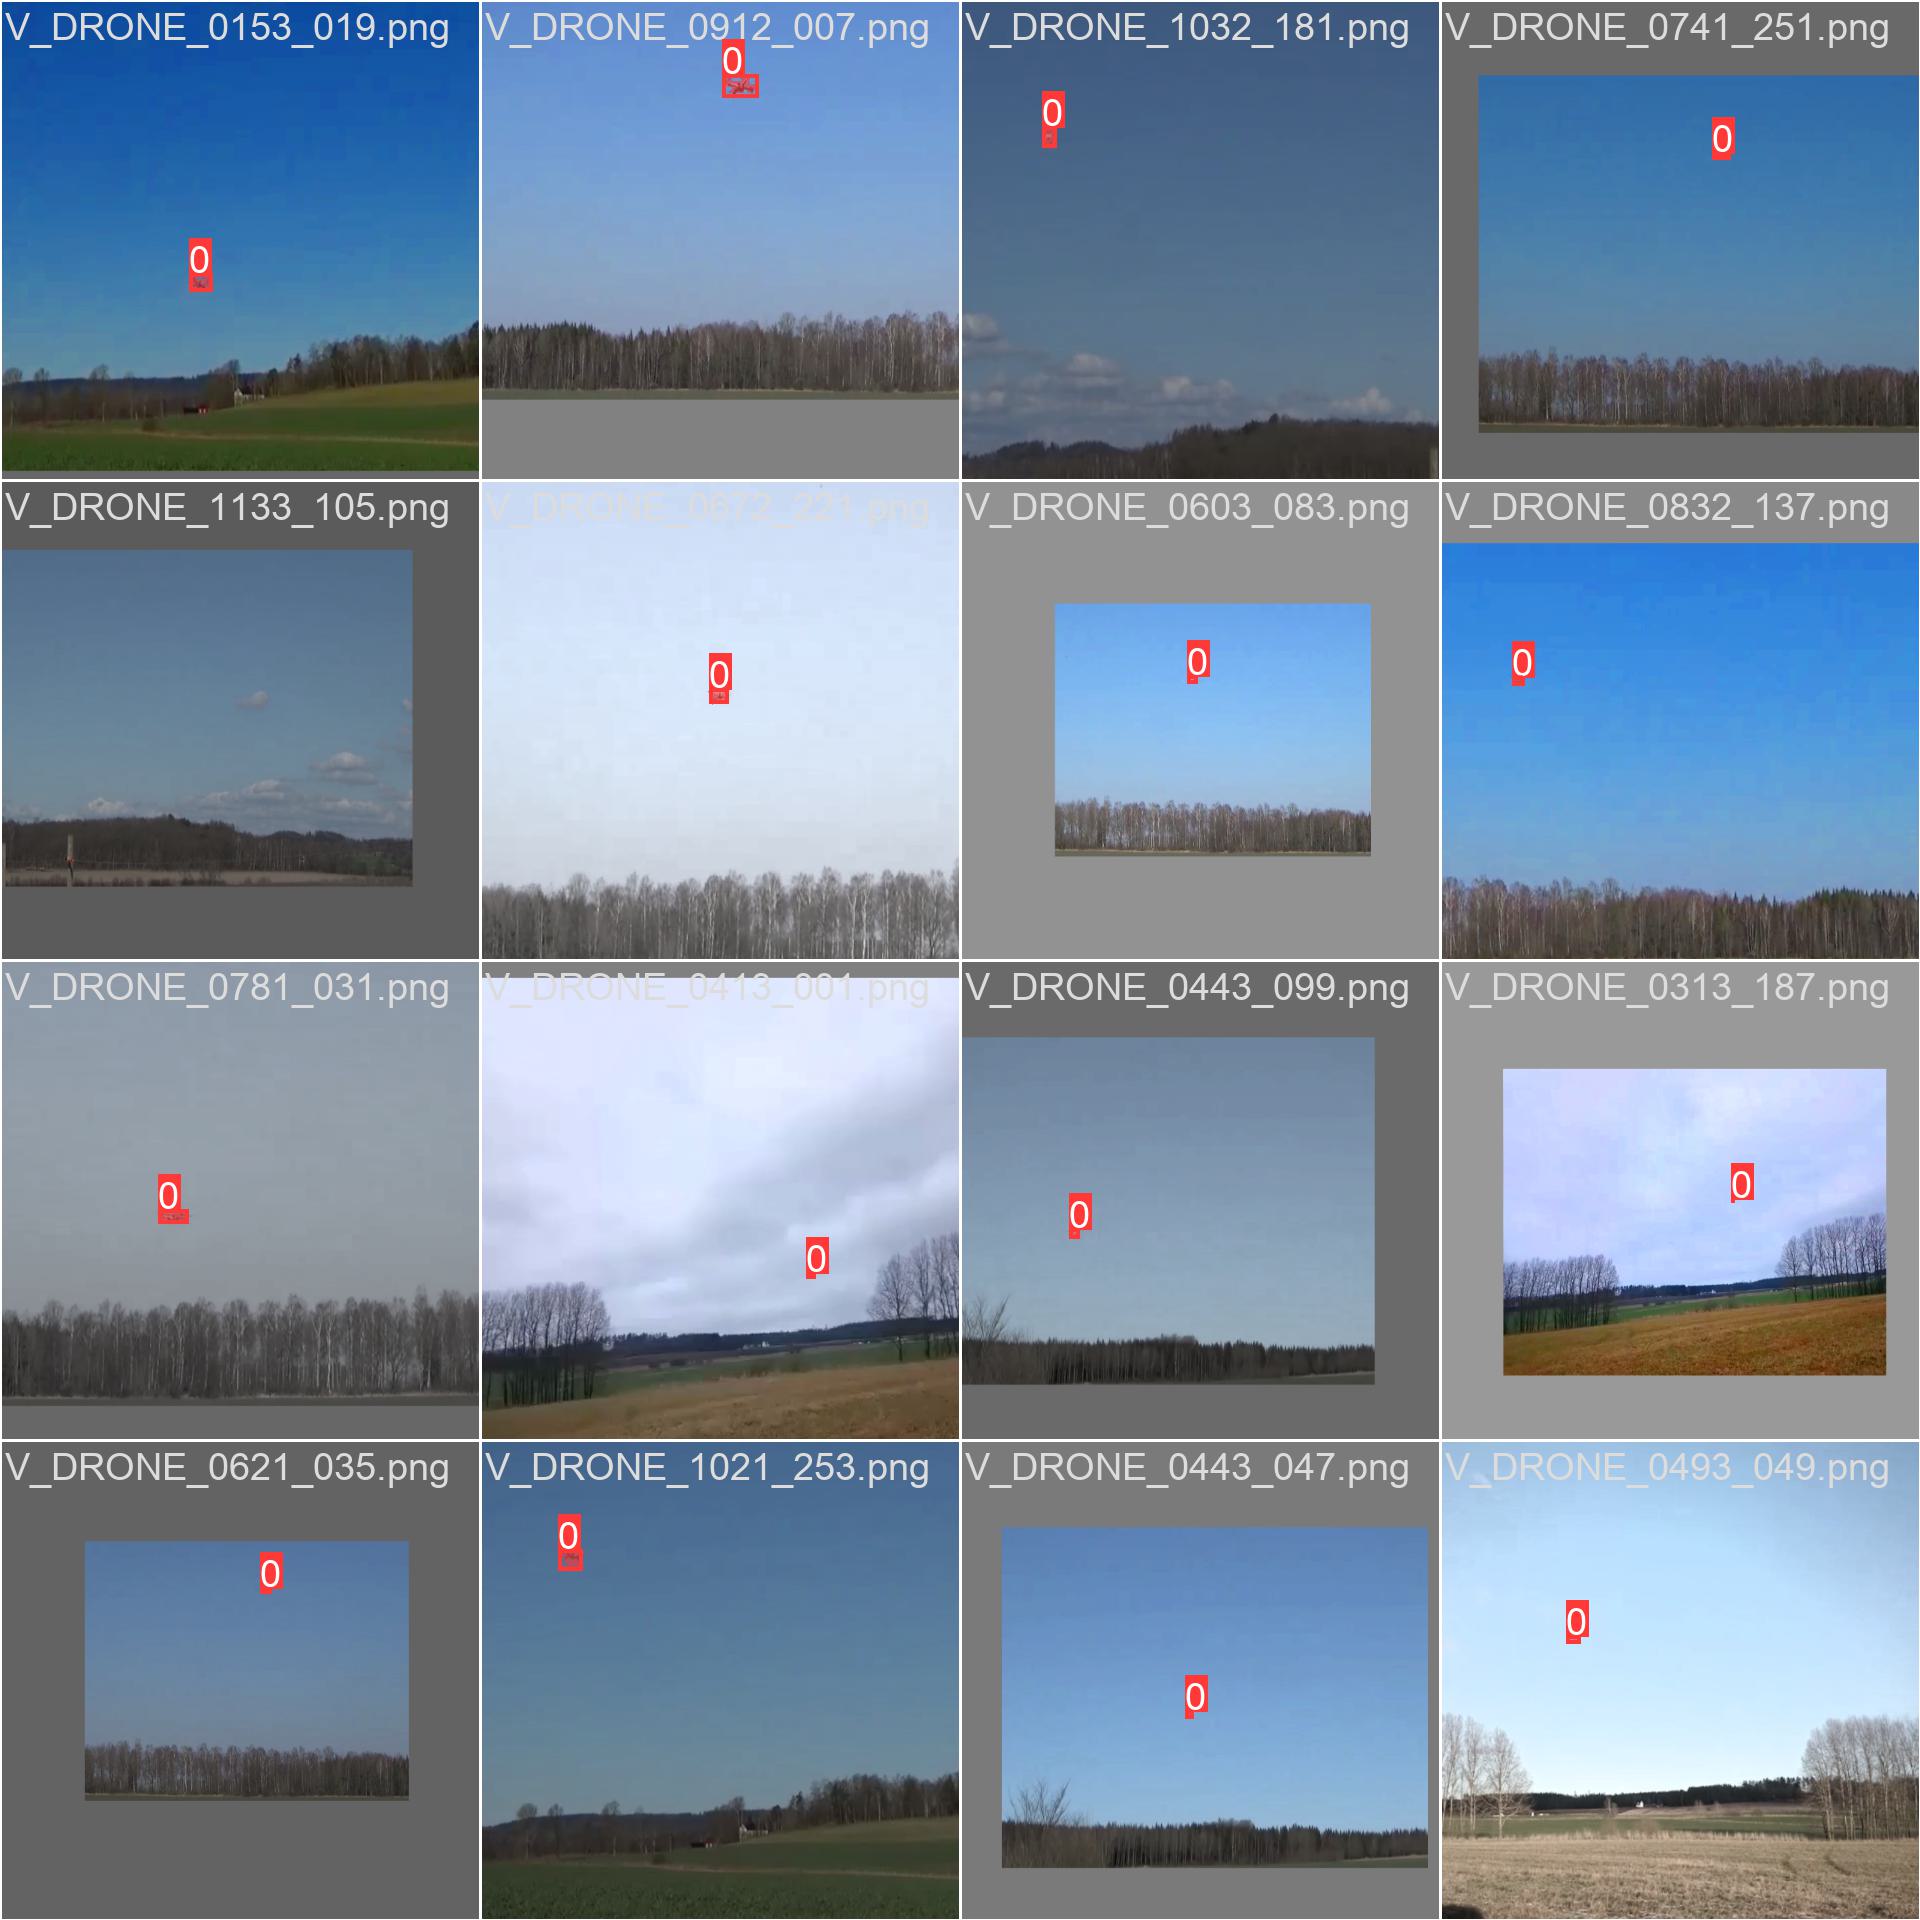 V_DRONE_0153_019.png
V_DRONE_0912_007.png
V_DRONE_1032_181.png
V_DRONE_0741_251.png
0
0
0
0
V_DRONE_1133_105.png
V_DRONE_0672_221.png
V_DRONE_0603_083.png
V_DRONE_0832_137.png
0
0
0
V_DRONE_0781_031.png
V_DRONE_0413_001.png
V_DRONE_0443_099.png
V_DRONE_0313_187.png
0
0
0
0
V_DRONE_0621_035.png
V_DRONE_1021_253.png
V_DRONE_0443_047.png
V_DRONE_0493_049.png
0
0
0
0